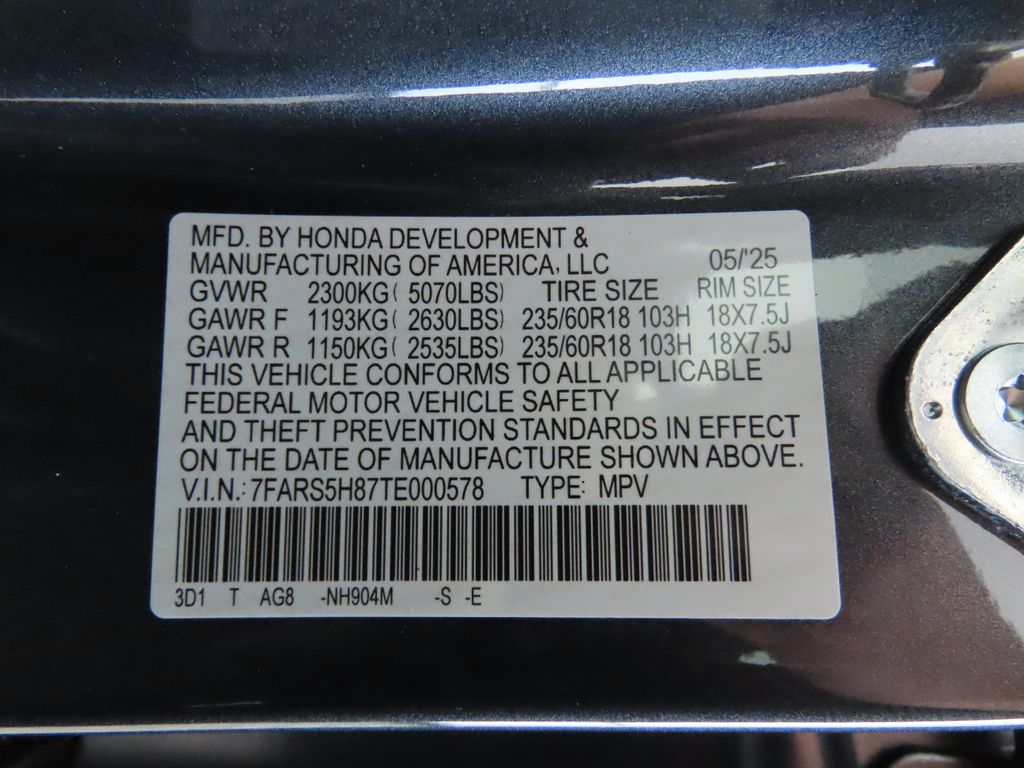 MFD. BY HONDA DEVELOPMENT &
MANUFACTURING OF AMERICA, LLC 05/'25
GVWR 2300KG( 5070LBS) TIRE SIZE RIM SIZE
GAWR F 1193KG( 2630LBS) 235/60R18 103H 18X7.5J
GAWR R 1150KG( 2535LBS) 235/60R18 103H 18X7.5J
THIS VEHICLE CONFORMS TO ALL APPLICABLE
FEDERAL MOTOR VEHICLE SAFETY
AND THEFT PREVENTION STANDARDS IN EFFECT
ON THE DATE OF MANUFACTURE SHOWN ABOVE.
V.I.N.: 7FARS5H87TE000578 TYPE: MPV
3D1 T AG8 -NH904M -S -E